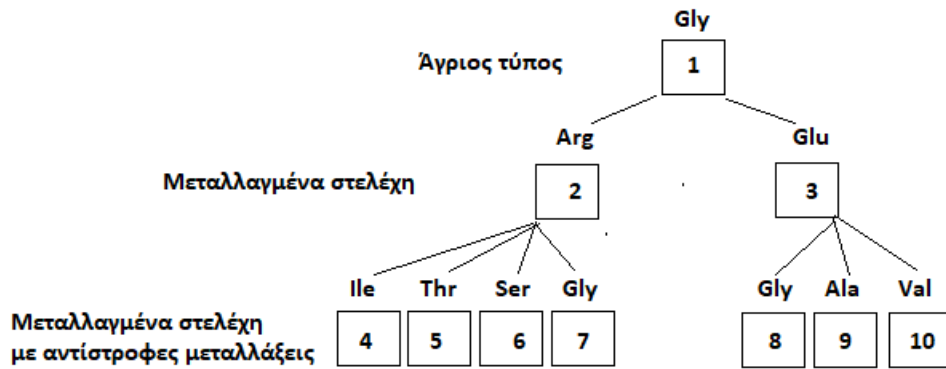 Gly
Άγριος τύπος 1
Arg Glu
Μεταλλαγμένα στελέχη 2 3
Ile Thr Ser Gly Gly Ala Val
Μεταλλαγμένα στελέχη
με αντίστροφες μεταλλάξεις 4 5 6 7 8 9 10